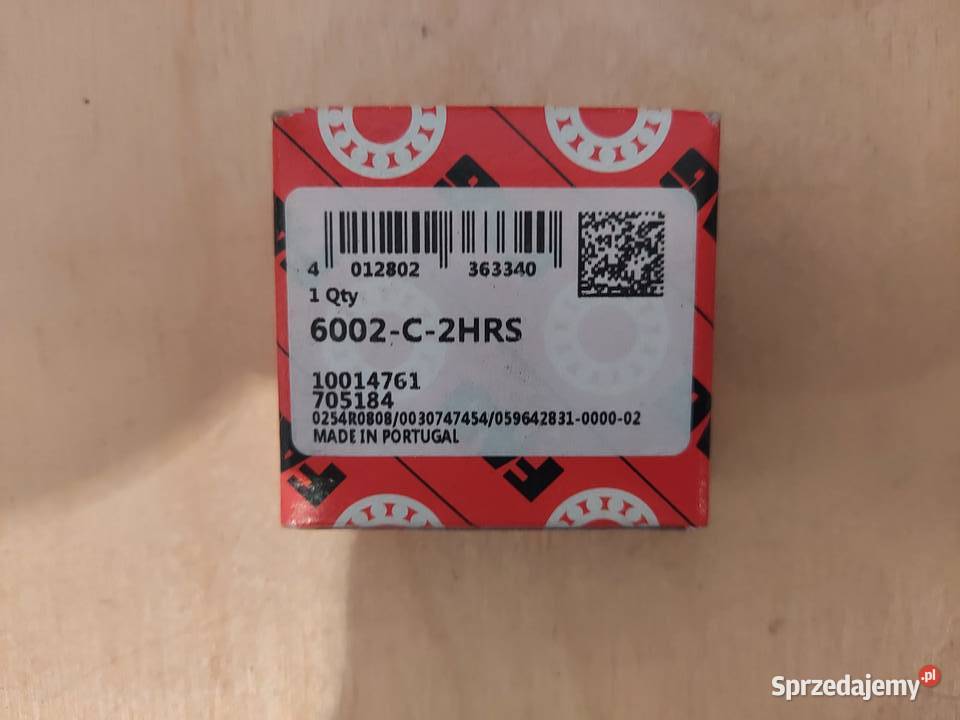 4 012802 363340
1 Qty
6002-C-2HRS
10014761
705184
0254R0808/0030747454/059642831-0000-02
MADE IN PORTUGAL
Sprzedajemy.pl